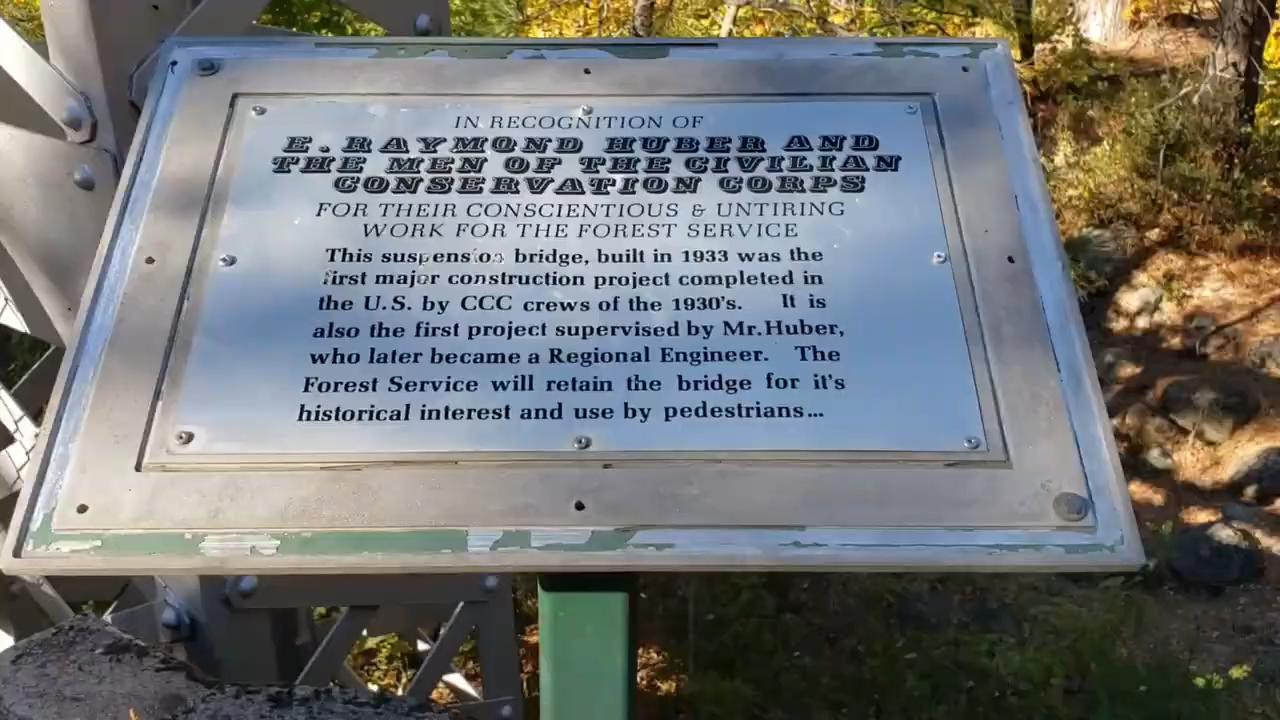 IN RECOGNITION OF
E. RAYMOND HUBER AND
THE MEN OF THE CIVILIAN
CONSERVATION CORPS
FOR THEIR CONSCIENTIOUS & UNTIRING
WORK FOR THE FOREST SERVICE
This suspension bridge, built in 1933 was the
first major construction project completed in
the U.S. by CCC crews of the 1930's. It is
also the first project supervised by Mr.Huber,
who later became a Regional Engineer. The
Forest Service will retain the bridge for it's
historical interest and use by pedestrians...